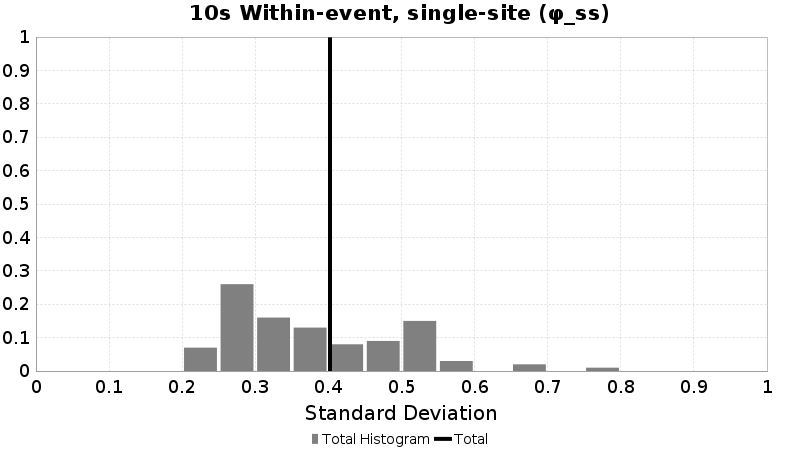 10s Within-event, single-site (φ_ss)
1
0.9
0.8
0.7
0.6
0.5
0.4
0.3
0.2
0.1
0
0 0.1 0.2 0.3 0.4 0.5 0.6 0.7 0.8 0.9 1
Standard Deviation
Total Histogram Total